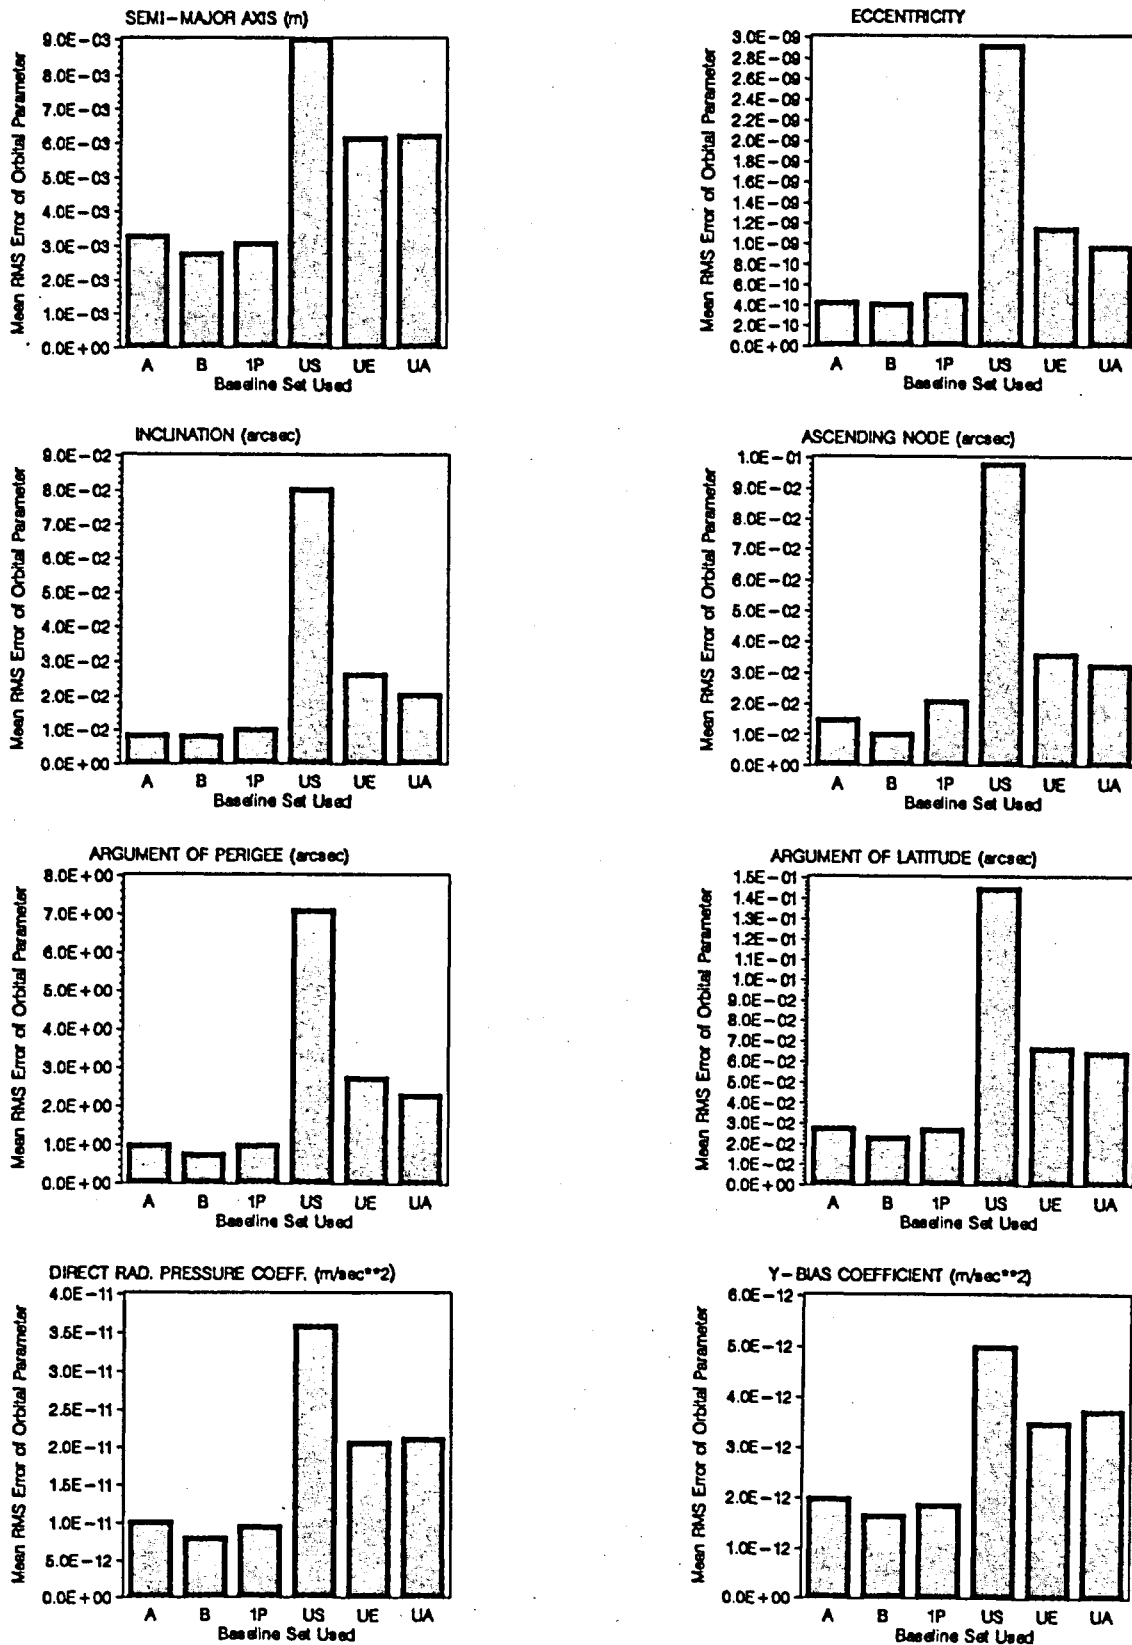 SEMI-MAJOR AXIS (m)
Mean RMS Error of Orbital Parameter
9.0E-03
8.0E-03
7.0E-03
6.0E-03
5.0E-03
4.0E-03
3.0E-03
2.0E-03
1.0E-03
0.0E+00
A B 1P US UE UA
Baseline Set Used
ECCENTRICITY
Mean RMS Error of Orbital Parameter
3.0E-09
2.8E-09
2.6E-09
2.4E-09
2.2E-09
2.0E-09
1.8E-09
1.6E-09
1.4E-09
1.2E-09
1.0E-09
8.0E-10
6.0E-10
4.0E-10
2.0E-10
0.0E+00
A B 1P US UE UA
Baseline Set Used
INCLINATION (arcsec)
Mean RMS Error of Orbital Parameter
9.0E-02
8.0E-02
7.0E-02
6.0E-02
5.0E-02
4.0E-02
3.0E-02
2.0E-02
1.0E-02
0.0E+00
A B 1P US UE UA
Baseline Set Used
ASCENDING NODE (arcsec)
Mean RMS Error of Orbital Parameter
1.0E-01
9.0E-02
8.0E-02
7.0E-02
6.0E-02
5.0E-02
4.0E-02
3.0E-02
2.0E-02
1.0E-02
0.0E+00
A B 1P US UE UA
Baseline Set Used
ARGUMENT OF PERIGEE (arcsec)
Mean RMS Error of Orbital Parameter
8.0E+00
7.0E+00
6.0E+00
5.0E+00
4.0E+00
3.0E+00
2.0E+00
1.0E+00
0.0E+00
A B 1P US UE UA
Baseline Set Used
ARGUMENT OF LATITUDE (arcsec)
Mean RMS Error of Orbital Parameter
1.5E-01
1.4E-01
1.3E-01
1.2E-01
1.1E-01
1.0E-01
9.0E-02
8.0E-02
7.0E-02
6.0E-02
5.0E-02
4.0E-02
3.0E-02
2.0E-02
1.0E-02
0.0E+00
A B 1P US UE UA
Baseline Set Used
DIRECT RAD. PRESSURE COEFF. (m/sec**2)
Mean RMS Error of Orbital Parameter
4.0E-11
3.5E-11
3.0E-11
2.5E-11
2.0E-11
1.5E-11
1.0E-11
5.0E-12
0.0E+00
A B 1P US UE UA
Baseline Set Used
Y-BIAS COEFFICIENT (m/sec**2)
Mean RMS Error of Orbital Parameter
6.0E-12
5.0E-12
4.0E-12
3.0E-12
2.0E-12
1.0E-12
0.0E+00
A B 1P US UE UA
Baseline Set Used